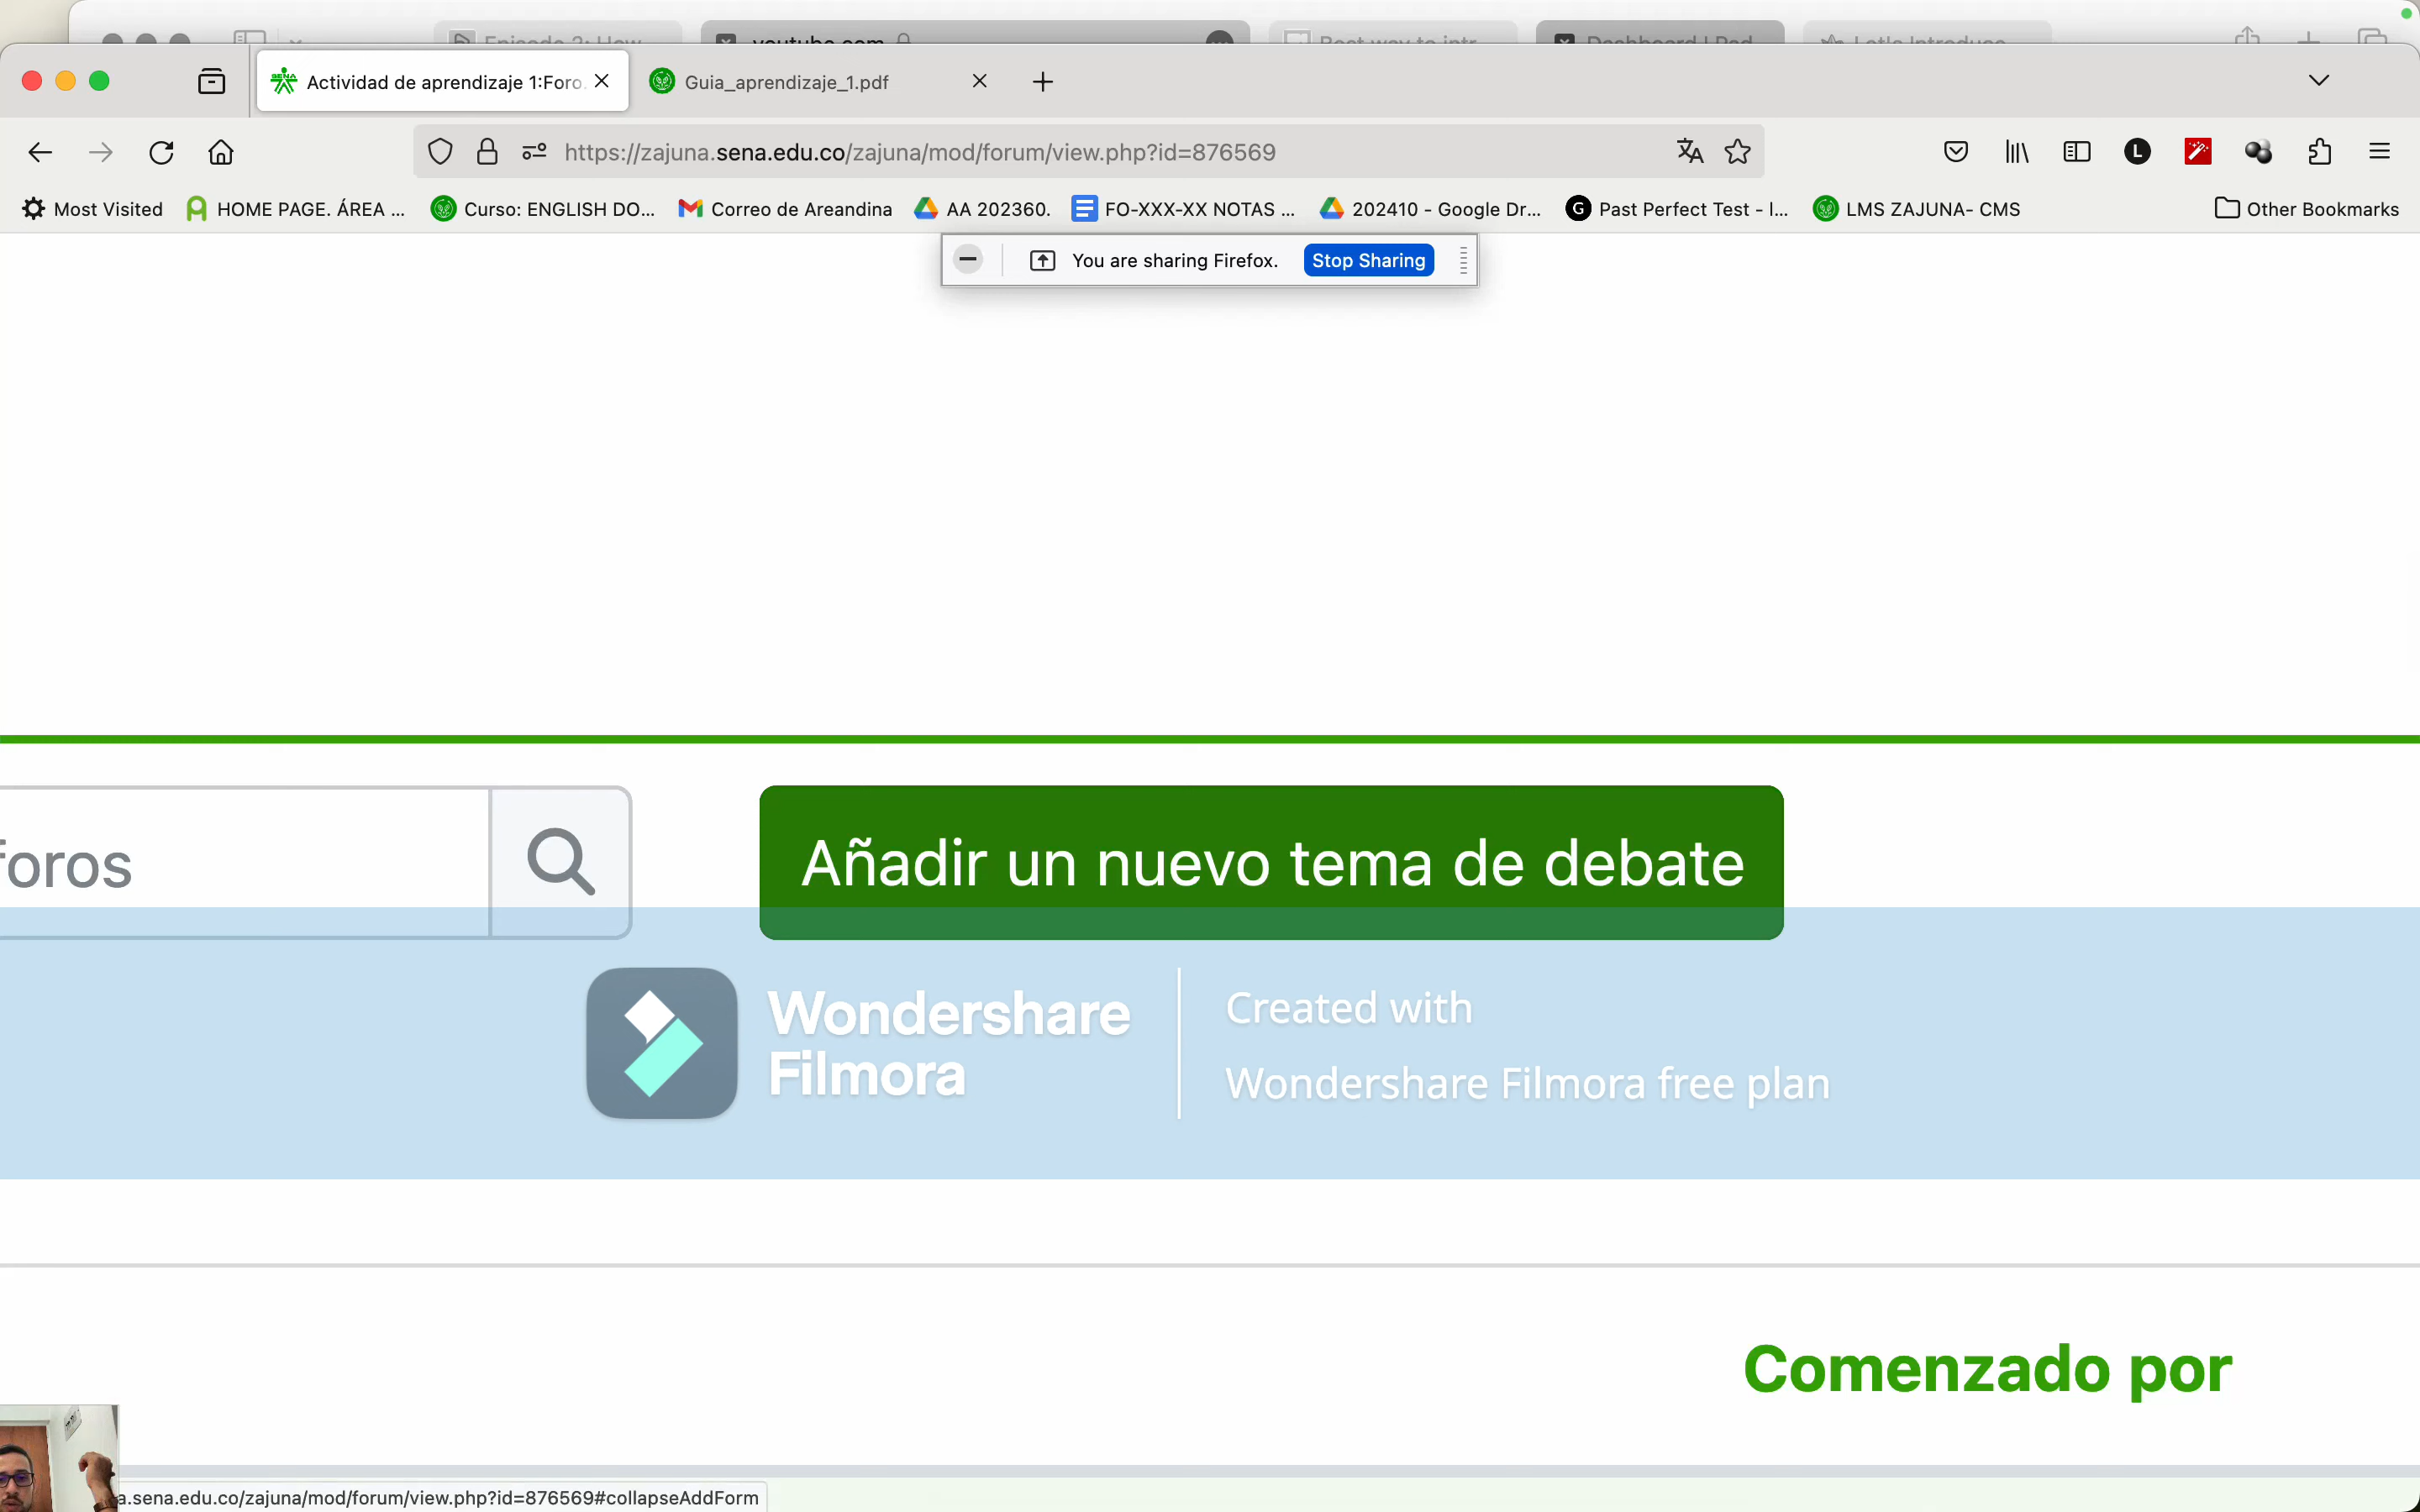 Actividad de aprendizaje 1:Foro
Guia_aprendizaje_1.pdf
https://zajuna.sena.edu.co/zajuna/mod/forum/view.php?id=876569
Most Visited
HOME PAGE. ÁREA ...
Curso: ENGLISH DO...
Correo de Areandina
AA 202360.
FO-XXX-XX NOTAS ...
202410 - Google Dr...
Past Perfect Test - I...
LMS ZAJUNA- CMS
Other Bookmarks
You are sharing Firefox.
Stop Sharing
foros
Añadir un nuevo tema de debate
Wondershare
Filmora
Created with
Wondershare Filmora free plan
Comenzado por
a.sena.edu.co/zajuna/mod/forum/view.php?id=876569#collapseAddForm